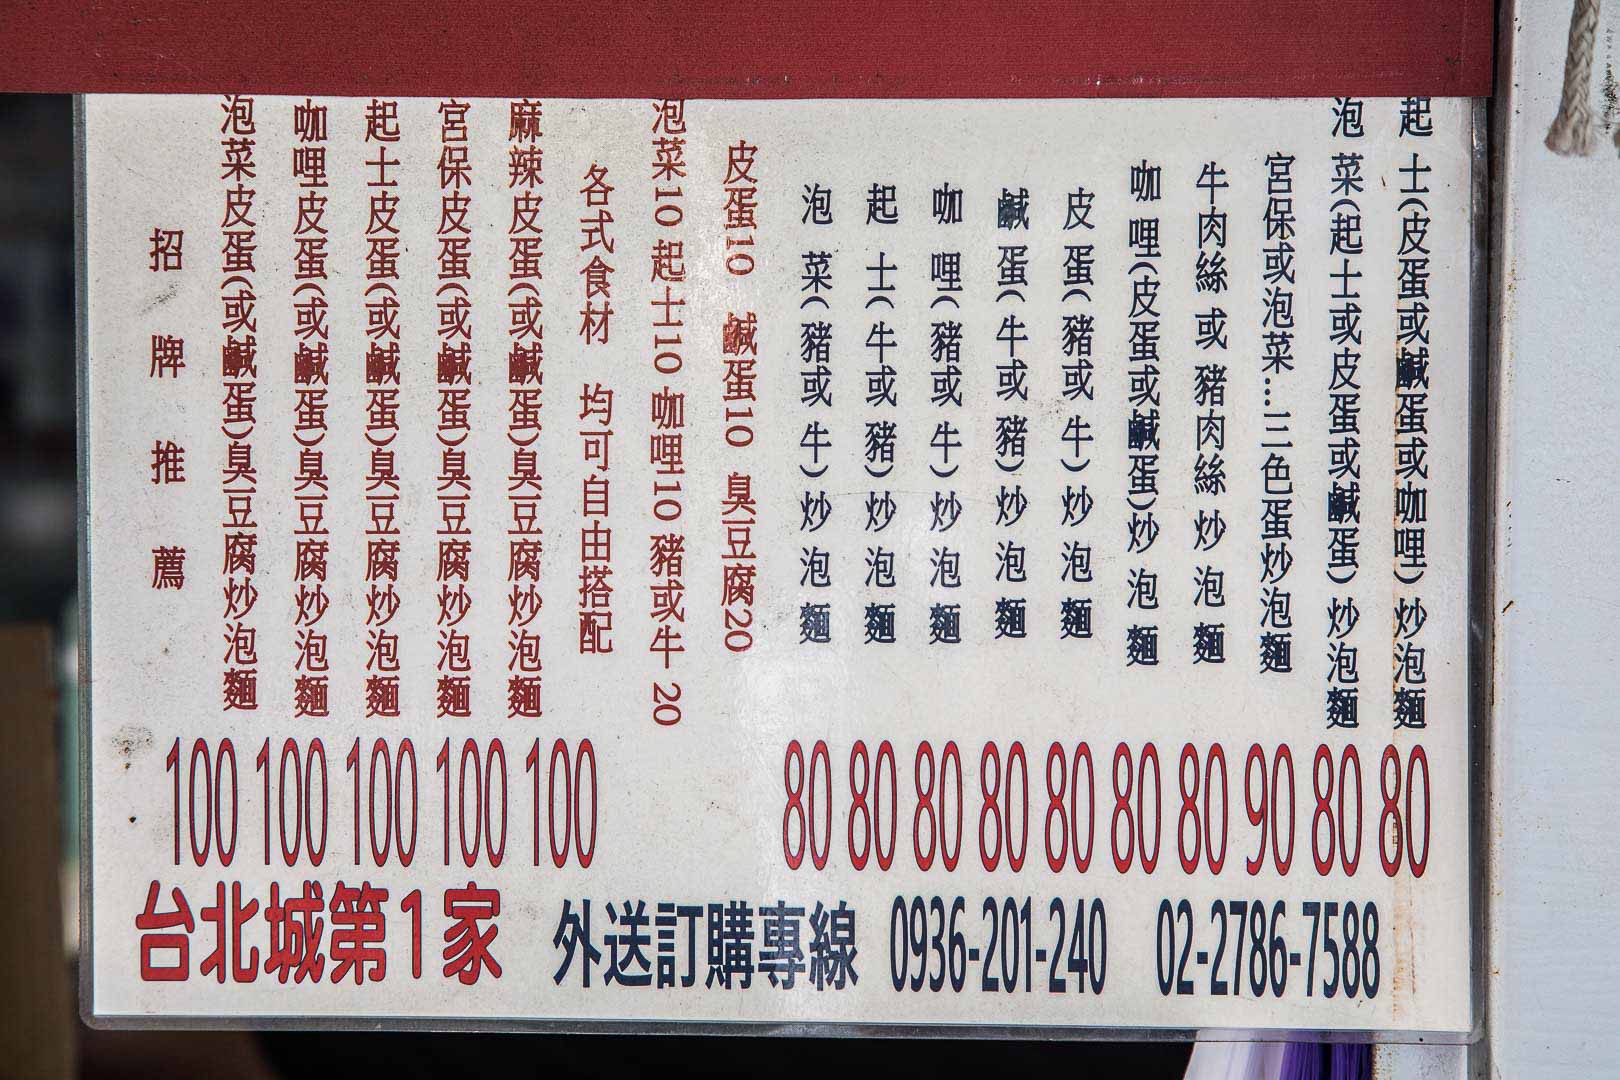 起士(皮蛋或鹹蛋或咖哩)炒泡麵 80
泡菜(起士或皮蛋或鹹蛋)炒泡麵 80
宮保或泡菜...三色蛋炒泡麵 90
牛肉絲或豬肉絲炒泡麵 80
咖哩(皮蛋或鹹蛋)炒泡麵 80
皮蛋(豬或牛)炒泡麵 80
鹹蛋(牛或豬)炒泡麵 80
咖哩(豬或牛)炒泡麵 80
起士(牛或豬)炒泡麵 80
泡菜(豬或牛)炒泡麵 80
皮蛋10 鹹蛋10 臭豆腐20
泡菜10 起士10 咖哩10 豬或牛 20
各式食材 均可自由搭配
麻辣皮蛋(或鹹蛋)臭豆腐炒泡麵 100
宮保皮蛋(或鹹蛋)臭豆腐炒泡麵 100
起士皮蛋(或鹹蛋)臭豆腐炒泡麵 100
咖哩皮蛋(或鹹蛋)臭豆腐炒泡麵 100
泡菜皮蛋(或鹹蛋)臭豆腐炒泡麵 100
招牌推薦
台北城第1家 外送訂購專線 0936-201-240 02-2786-7588